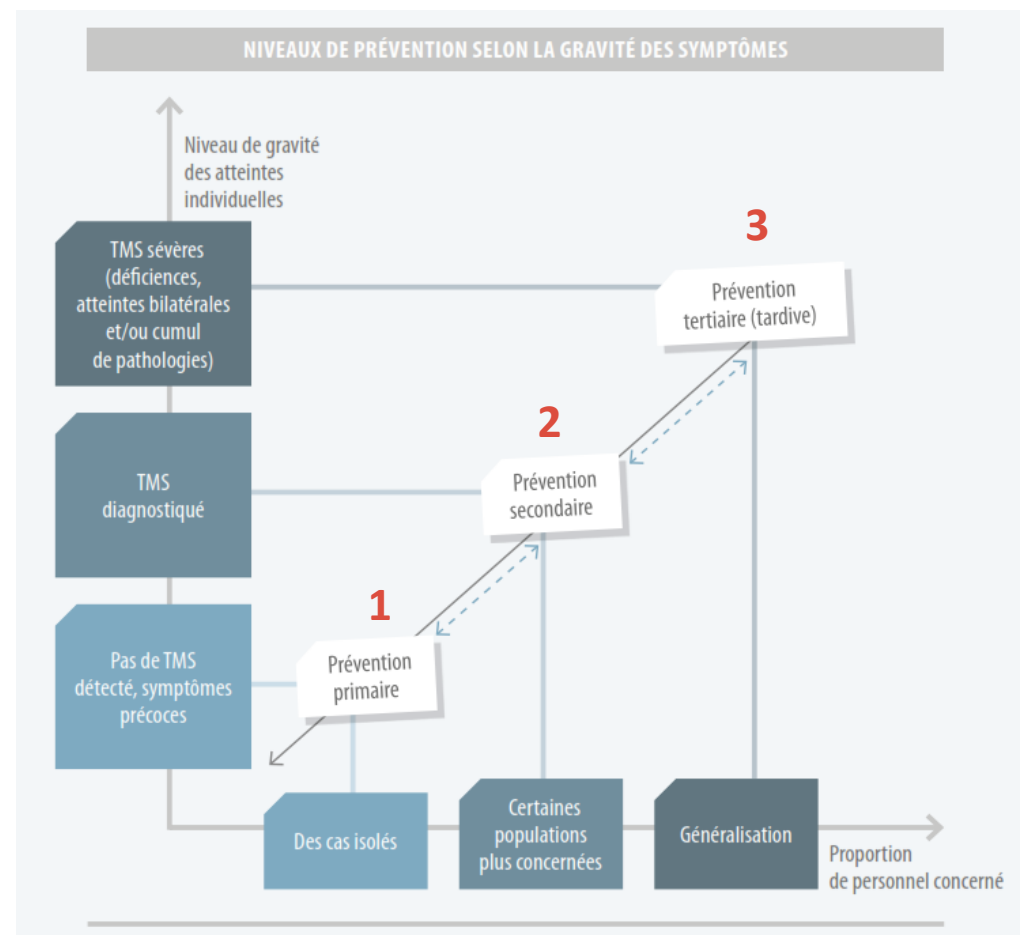 NIVEAUX DE PRÉVENTION SELON LA GRAVITÉ DES SYMPTÔMES
Niveau de gravité
des atteintes
individuelles
TMS sévères
(déficiences,
atteintes bilatérales
et/ou cumul
de pathologies)
3
Prévention
tertiaire (tardive)
TMS
diagnostiqué
2
Prévention
secondaire
Pas de TMS
détecté, symptômes
précoces
1
Prévention
primaire
Des cas isolés
Certaines
populations
plus concernées
Généralisation
Proportion
de personnel concerné